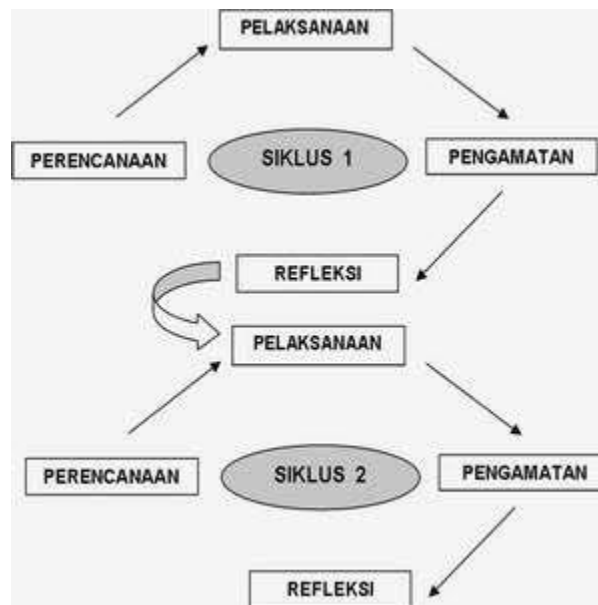 PELAKSANAAN
PERENCANAAN
SIKLUS 1
PENGAMATAN
REFLEKSI
PELAKSANAAN
PERENCANAAN
SIKLUS 2
PENGAMATAN
REFLEKSI